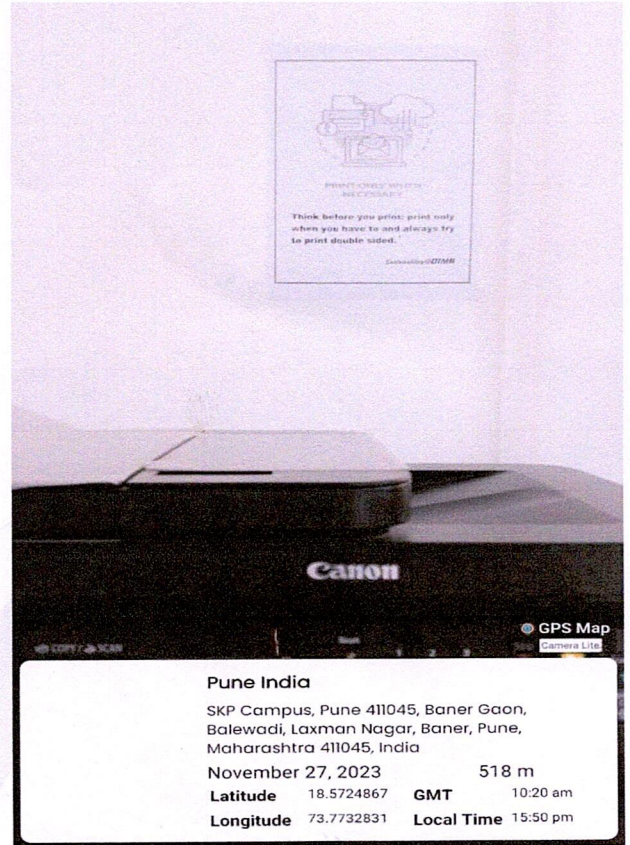 PRINT ONLY WHEN
NECESSARY
Think before you print: print only
when you have to and always try
to print double sided.
Canon
COPY / SCAN
GPS Map
Camera Lite
Pune India
SKP Campus, Pune 411045, Baner Gaon,
Balewadi, Laxman Nagar, Baner, Pune,
Maharashtra 411045, India
November 27, 2023 518 m
Latitude 18.5724867 GMT 10:20 am
Longitude 73.7732831 Local Time 15:50 pm